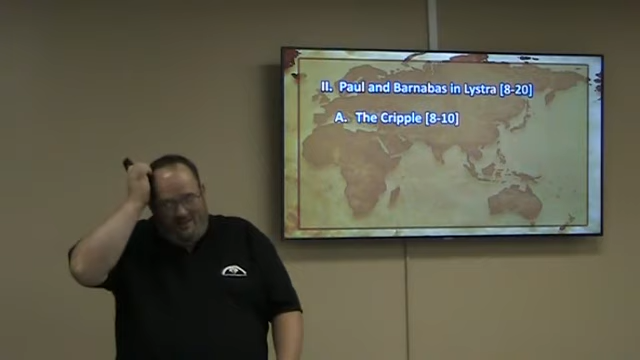 II. Paul and Barnabas in Lystra [8-20]
A. The Cripple [8-10]